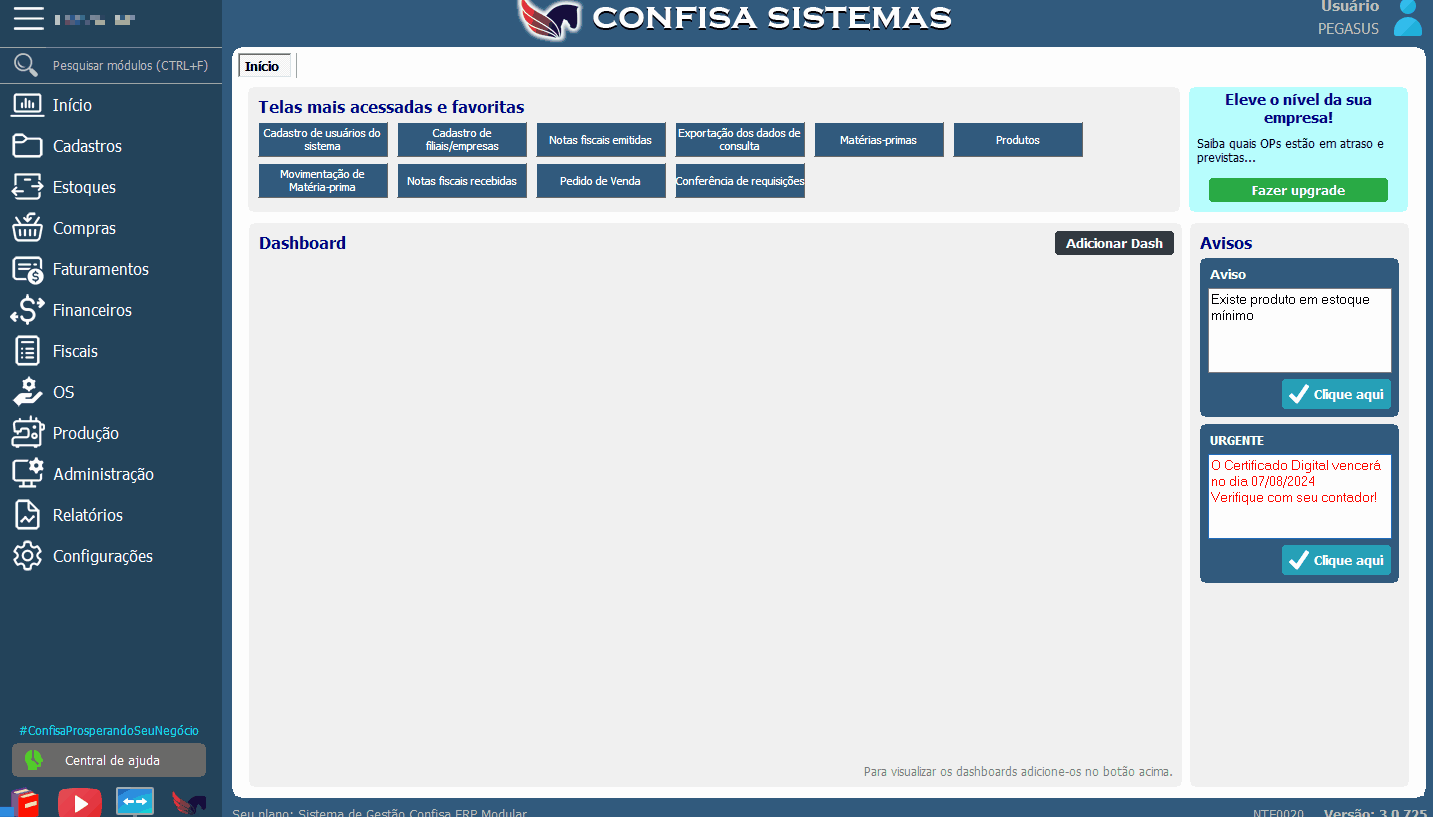 CONFISA SISTEMAS
Usuário
PEGASUS
Pesquisar módulos (CTRL+F)
Início
Cadastros
Estoques
Compras
Faturamentos
Financeiros
Fiscais
OS
Produção
Administração
Relatórios
Configurações
#ConfisaProsperandoSeuNegócio
Central de ajuda
Início
Telas mais acessadas e favoritas
Cadastro de usuários do
sistema
Cadastro de
filiais/empresas
Notas fiscais emitidas
Exportação dos dados de
consulta
Matérias-primas
Produtos
Movimentação de
Matéria-prima
Notas fiscais recebidas
Pedido de Venda
Conferência de requisições
Eleve o nível da sua
empresa!
Saiba quais OPs estão em atraso e
previstas...
Fazer upgrade
Dashboard
Adicionar Dash
Para visualizar os dashboards adicione-os no botão acima.
Avisos
Aviso
Existe produto em estoque
mínimo
Clique aqui
URGENTE
O Certificado Digital vencerá
no dia 07/08/2024
Verifique com seu contador!
Clique aqui
Seu plano: Sistema de Gestão Confisa ERP Modular
NTE0020
Versão: 3.0.725